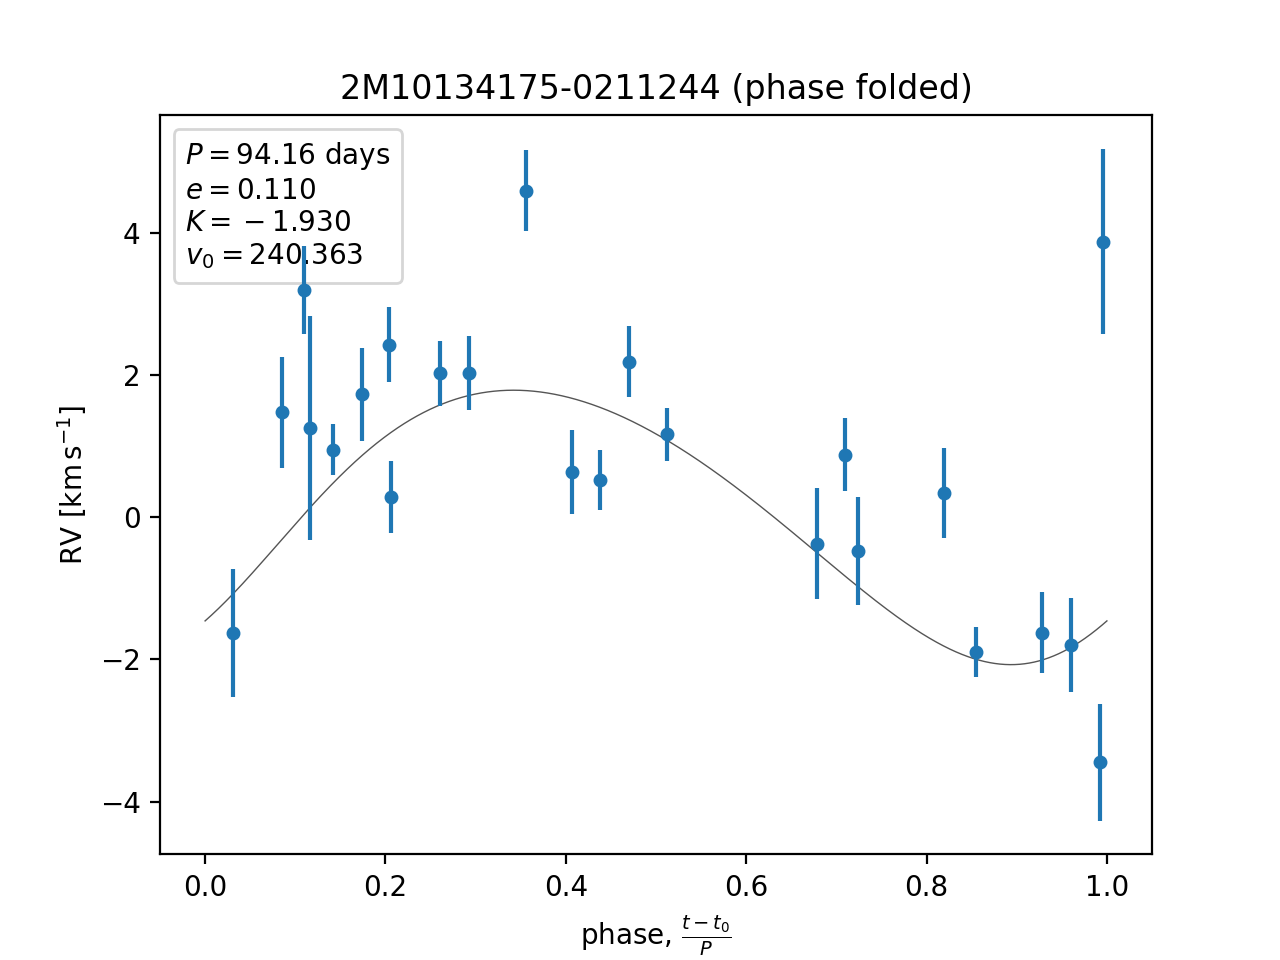 2M10134175-0211244 (phase folded)
P = 94.16 days
e = 0.110
K = −1.930
v₀ = 240.363
4
2
0
−2
−4
RV [km s⁻¹]
0.0 0.2 0.4 0.6 0.8 1.0
phase, (t − t₀)/P